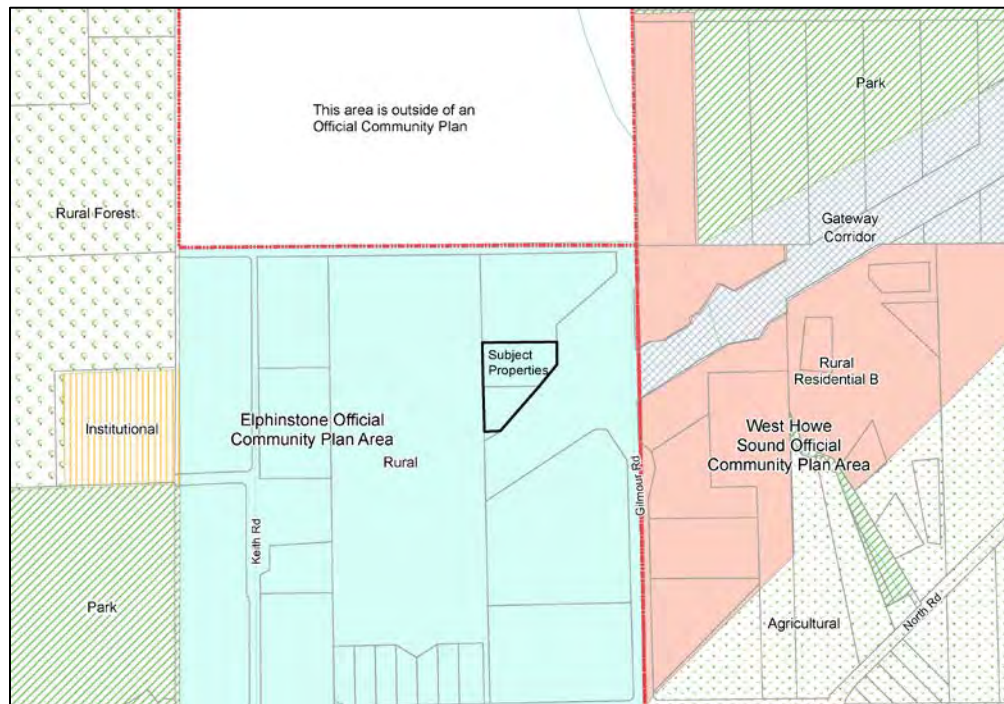 Park
This area is outside of an
Official Community Plan
Rural Forest
Gateway
Corridor
Subject
Properties
Rural
Residential B
Institutional
Elphinstone Official
Community Plan Area
Rural
West Howe
Sound Official
Community Plan Area
Gilmour Rd
Keith Rd
Park
Agricultural
North Rd